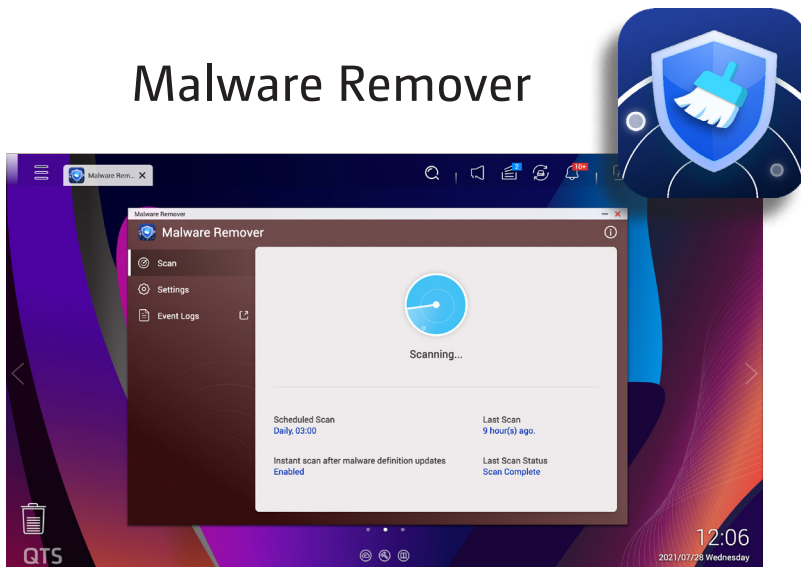 Malware Remover
Malware Rem... X
2
10+
Malware Remover
Malware Remover
Scan
Settings
Event Logs
Scanning...
Scheduled Scan
Daily, 03:00
Last Scan
9 hour(s) ago.
Instant scan after malware definition updates
Enabled
Last Scan Status
Scan Complete
QTS
12:06
2021/07/28 Wednesday